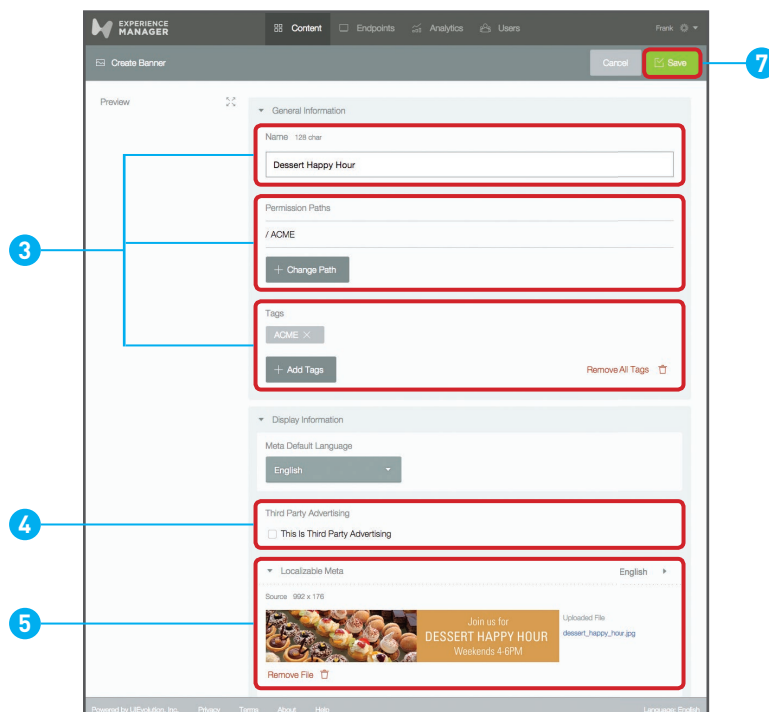 EXPERIENCE
MANAGER
Content Endpoints Analytics Users
Frank
Create Banner
Cancel Save
7
Preview
General Information
Name 128 char
Dessert Happy Hour
Permission Paths
/ ACME
+ Change Path
3
Tags
ACME ×
+ Add Tags
Remove All Tags
Display Information
Meta Default Language
English
Third Party Advertising
4
This Is Third Party Advertising
Localizable Meta
English
Source 992 x 176
5
Join us for
DESSERT HAPPY HOUR
Weekends 4-6PM
Uploaded File
dessert_happy_hour.jpg
Remove File
Powered by UIEvolution, Inc. Privacy Terms About Help Language: English